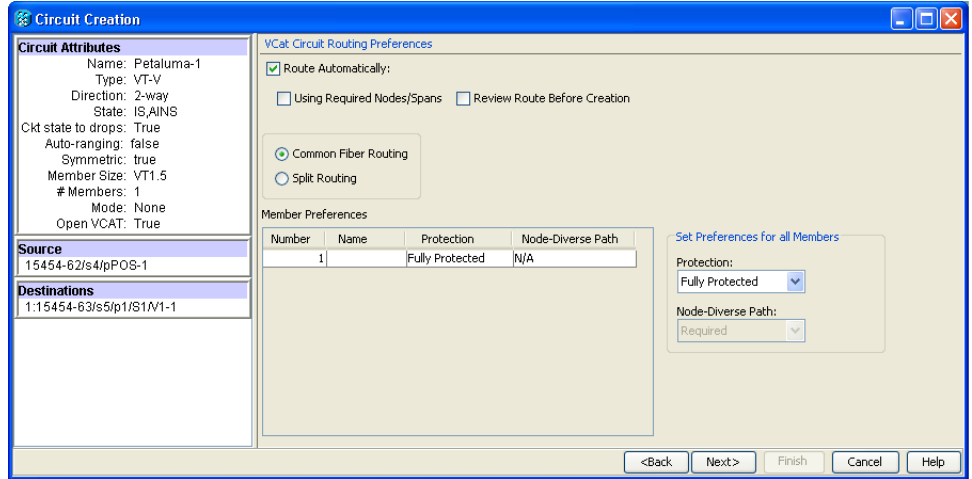 Circuit Creation
Circuit Attributes
Name: Petaluma-1
Type: VT-V
Direction: 2-way
State: IS,AINS
Ckt state to drops: True
Auto-ranging: false
Symmetric: true
Member Size: VT1.5
# Members: 1
Mode: None
Open VCAT: True
Source
15454-62/s4/pPOS-1
Destinations
1:15454-63/s5/p1/S1/V1-1
VCat Circuit Routing Preferences
Route Automatically:
Using Required Nodes/Spans Review Route Before Creation
Common Fiber Routing
Split Routing
Member Preferences
Number Name Protection Node-Diverse Path
1 Fully Protected N/A
Set Preferences for all Members
Protection:
Fully Protected
Node-Diverse Path:
Required
<Back Next> Finish Cancel Help